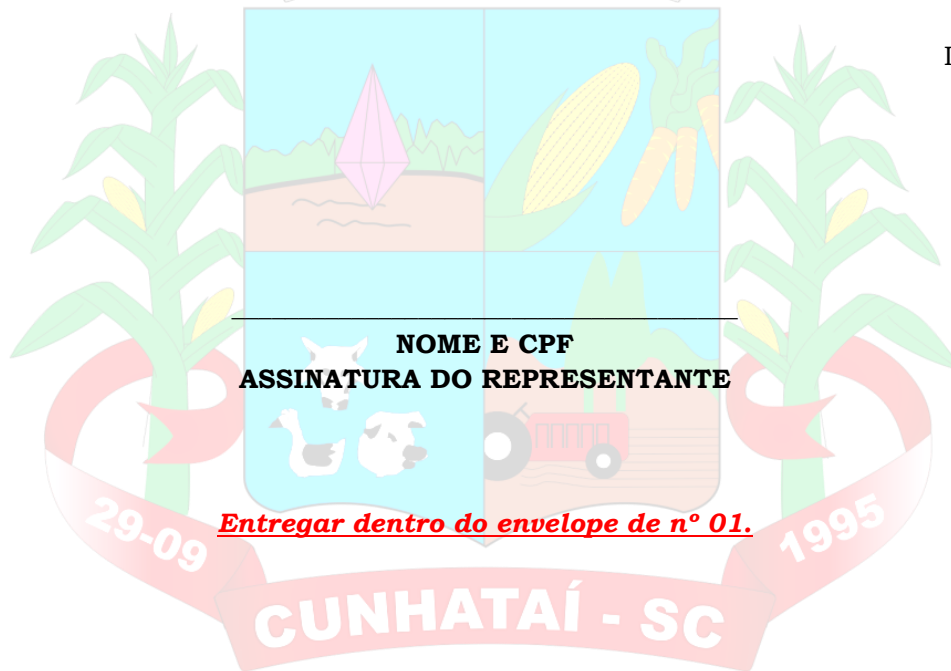 NOME E CPF
ASSINATURA DO REPRESENTANTE
Entregar dentro do envelope de nº 01.
29-09
1995
CUNHATAÍ - SC